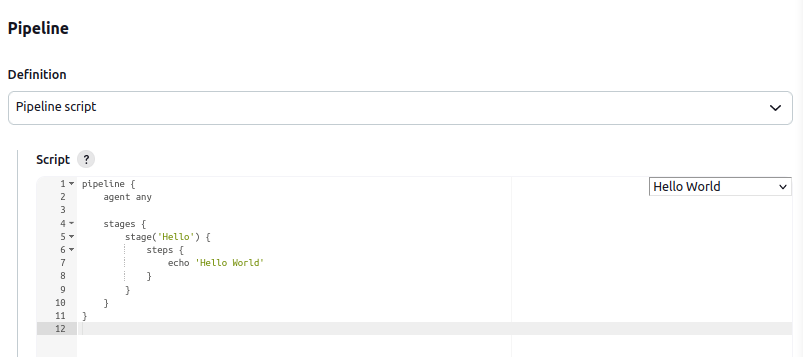 Pipeline
Definition
Pipeline script
Script ?
Hello World
1 pipeline {
2     agent any
3
4     stages {
5         stage('Hello') {
6             steps {
7                 echo 'Hello World'
8             }
9         }
10     }
11 }
12